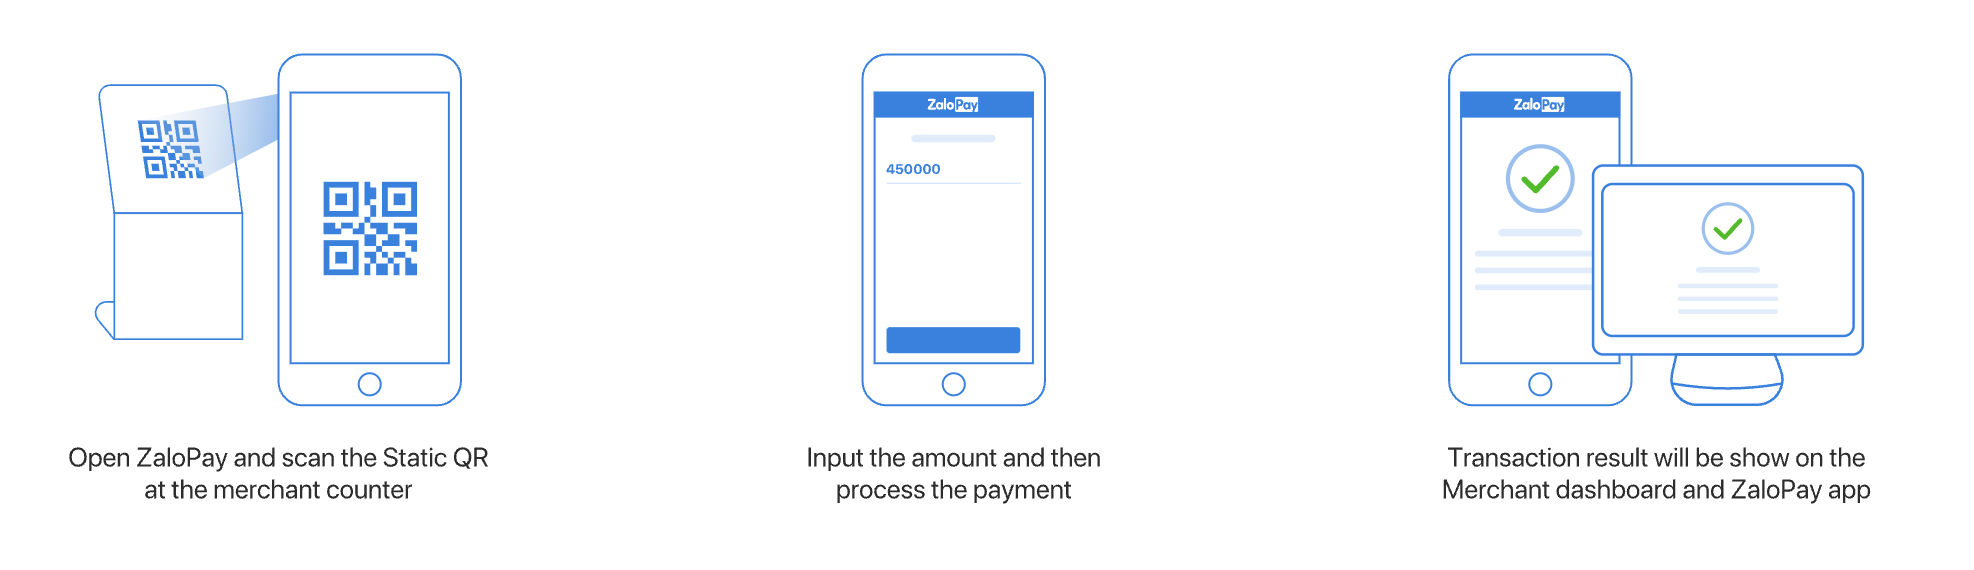 ZaloPay
450000
ZaloPay
Open ZaloPay and scan the Static QR
at the merchant counter
Input the amount and then
process the payment
Transaction result will be show on the
Merchant dashboard and ZaloPay app